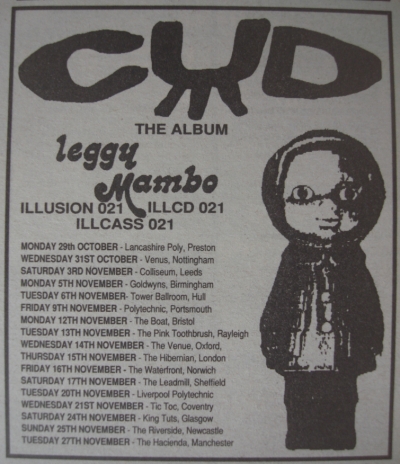 CUD
THE ALBUM
leggy
Mambo
ILLUSION 021 ILLCD 021
ILLCASS 021
MONDAY 29th OCTOBER - Lancashire Poly, Preston
WEDNESDAY 31ST OCTOBER - Venus, Nottingham
SATURDAY 3RD NOVEMBER - Colliseum, Leeds
MONDAY 5TH NOVEMBER - Goldwyns, Birmingham
TUESDAY 6TH NOVEMBER- Tower Ballroom, Hull
FRIDAY 9TH NOVEMBER - Polytechnic, Portsmouth
MONDAY 12TH NOVEMBER - The Boat, Bristol
TUESDAY 13TH NOVEMBER - The Pink Toothbrush, Rayleigh
WEDNESDAY 14TH NOVEMBER - The Venue, Oxford,
THURSDAY 15TH NOVEMBER - The Hibernian, London
FRIDAY 16TH NOVEMBER - The Waterfront, Norwich
SATURDAY 17TH NOVEMBER - The Leadmill, Sheffield
TUESDAY 20TH NOVEMBER - Liverpool Polytechnic
WEDNESDAY 21ST NOVEMBER - Tic Toc, Coventry
SATURDAY 24TH NOVEMBER - King Tuts, Glasgow
SUNDAY 25TH NOVEMBER - The Riverside, Newcastle
TUESDAY 27TH NOVEMBER - The Hacienda, Manchester